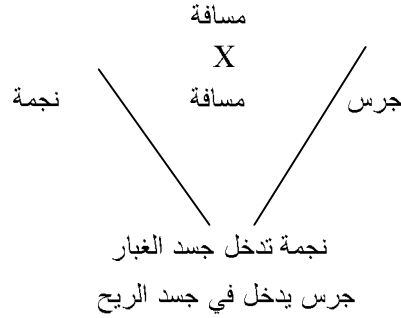 مسافة
X
جرس مسافة نجمة
نجمة تدخل جسد الغبار
جرس يدخل في جسد الريح